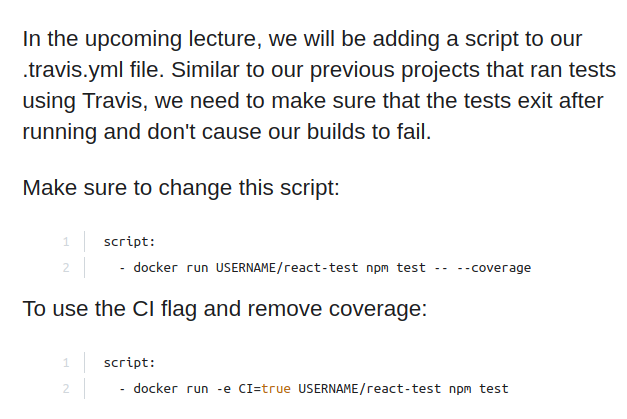 In the upcoming lecture, we will be adding a script to our
.travis.yml file. Similar to our previous projects that ran tests
using Travis, we need to make sure that the tests exit after
running and don't cause our builds to fail.
Make sure to change this script:
1 script:
2 - docker run USERNAME/react-test npm test -- --coverage
To use the CI flag and remove coverage:
1 script:
2 - docker run -e CI=true USERNAME/react-test npm test